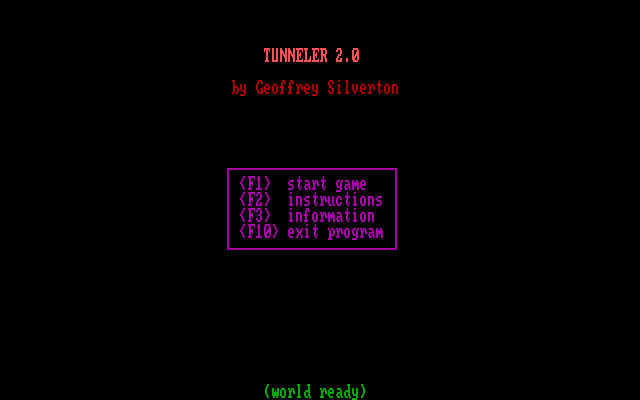 TUNNELER 2.0
by Geoffrey Silverton
<F1> start game
<F2> instructions
<F3> information
<F10> exit program
(world ready)